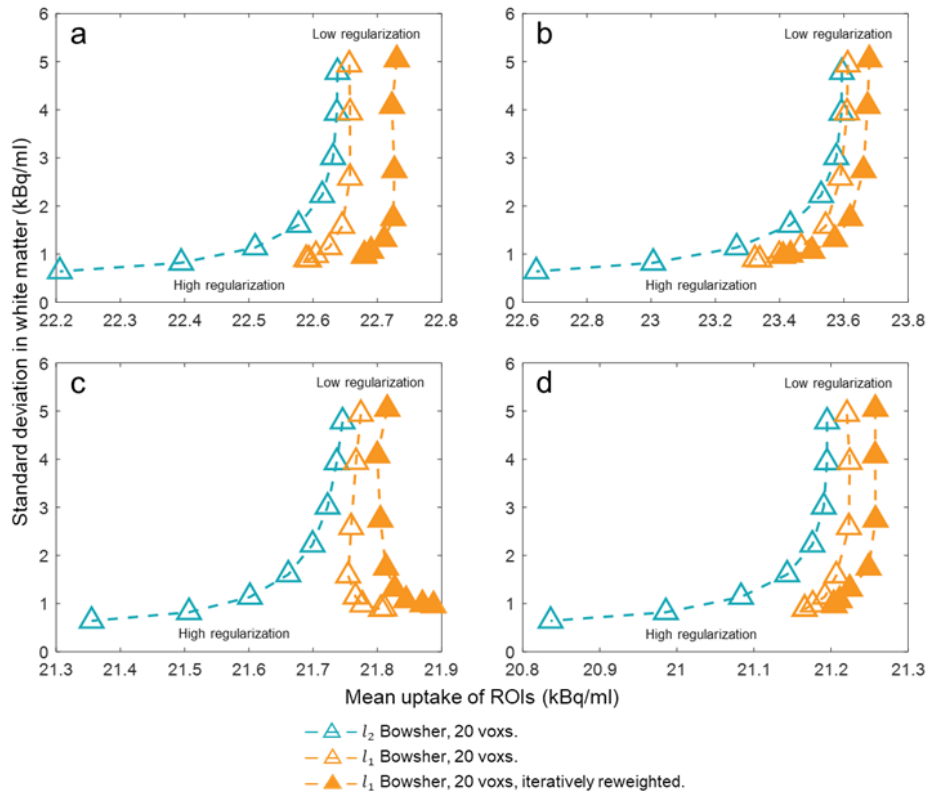 a
b
Low regularization
Low regularization
High regularization
High regularization
0
1
2
3
4
5
6
22.2 22.3 22.4 22.5 22.6 22.7 22.8
0
1
2
3
4
5
6
22.6 22.8 23 23.2 23.4 23.6 23.8
c
d
Low regularization
Low regularization
High regularization
High regularization
0
1
2
3
4
5
6
21.3 21.4 21.5 21.6 21.7 21.8 21.9
0
1
2
3
4
5
6
20.8 20.9 21 21.1 21.2 21.3
Standard deviation in white matter (kBq/ml)
Mean uptake of ROIs (kBq/ml)
l₂ Bowsher, 20 voxs.
l₁ Bowsher, 20 voxs.
l₁ Bowsher, 20 voxs, iteratively reweighted.